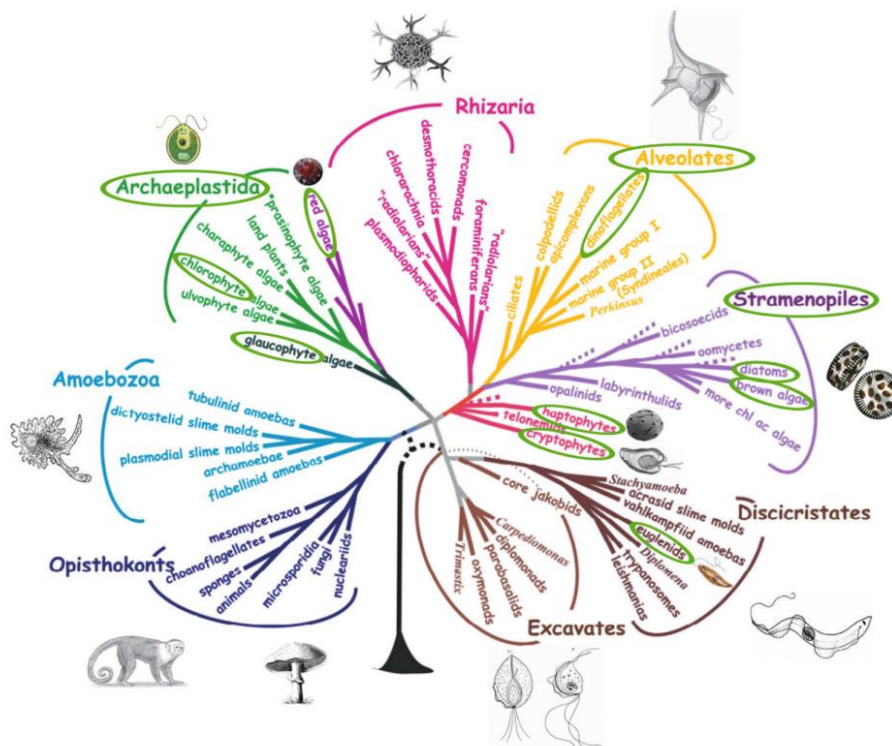 Rhizaria
"radiolarians"
plasmodiophorids
chlorarachnia
desmothoracids
cercomonads
foraminiferans
"radiolarians"
Alveolates
ciliates
colpodellids
apicomplexans
dinoflagellates
marine group I
marine group II
(Syndineales)
Perkinsus
Archaeplastida
red algae
*prasinophyte algae
land plants
charaphyte algae
chlorophyte algae
ulvophyte algae
glaucophyte algae
Stramenopiles
bicosoecids
oomycetes
diatoms
brown algae
more chl ac algae
labyrinthulids
opalinids
haptophytes
telonemids
cryptophytes
Amoebozoa
tubulinid amoebas
dictyostelid slime molds
plasmodial slime molds
archamoebae
flabellinid amoebas
Opisthokonts
mesomycetozoa
choanoflagellates
sponges
animals
microsporidia
fungi
nucleariids
Discicristates
Stachyamoeba
acrasid slime molds
vahlkampfiid amoebas
euglenids
Diplomena
trypanosomes
leishmanias
Excavates
core jakobids
Carpediomonas
diplomonads
parabasalids
oxymonads
Trimastix